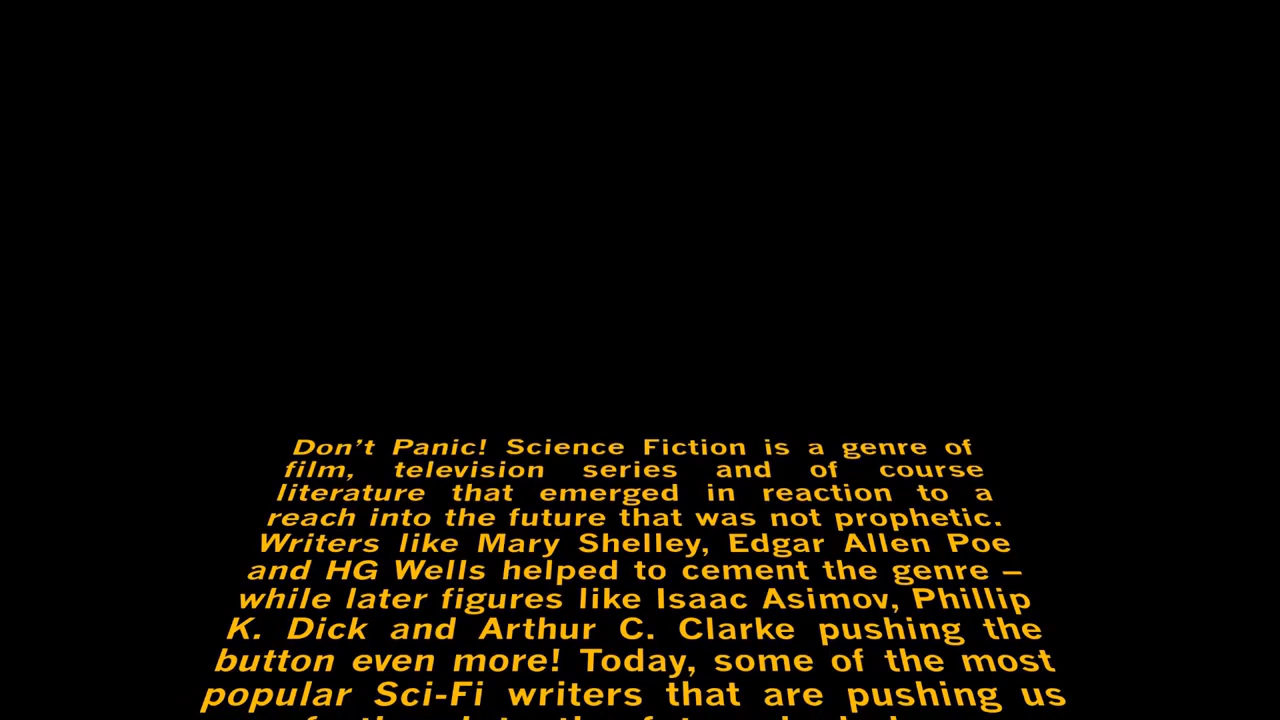 Don’t Panic! Science Fiction is a genre of
film, television series and of course
literature that emerged in reaction to a
reach into the future that was not prophetic.
Writers like Mary Shelley, Edgar Allen Poe
and HG Wells helped to cement the genre –
while later figures like Isaac Asimov, Phillip
K. Dick and Arthur C. Clarke pushing the
button even more! Today, some of the most
popular Sci-Fi writers that are pushing us